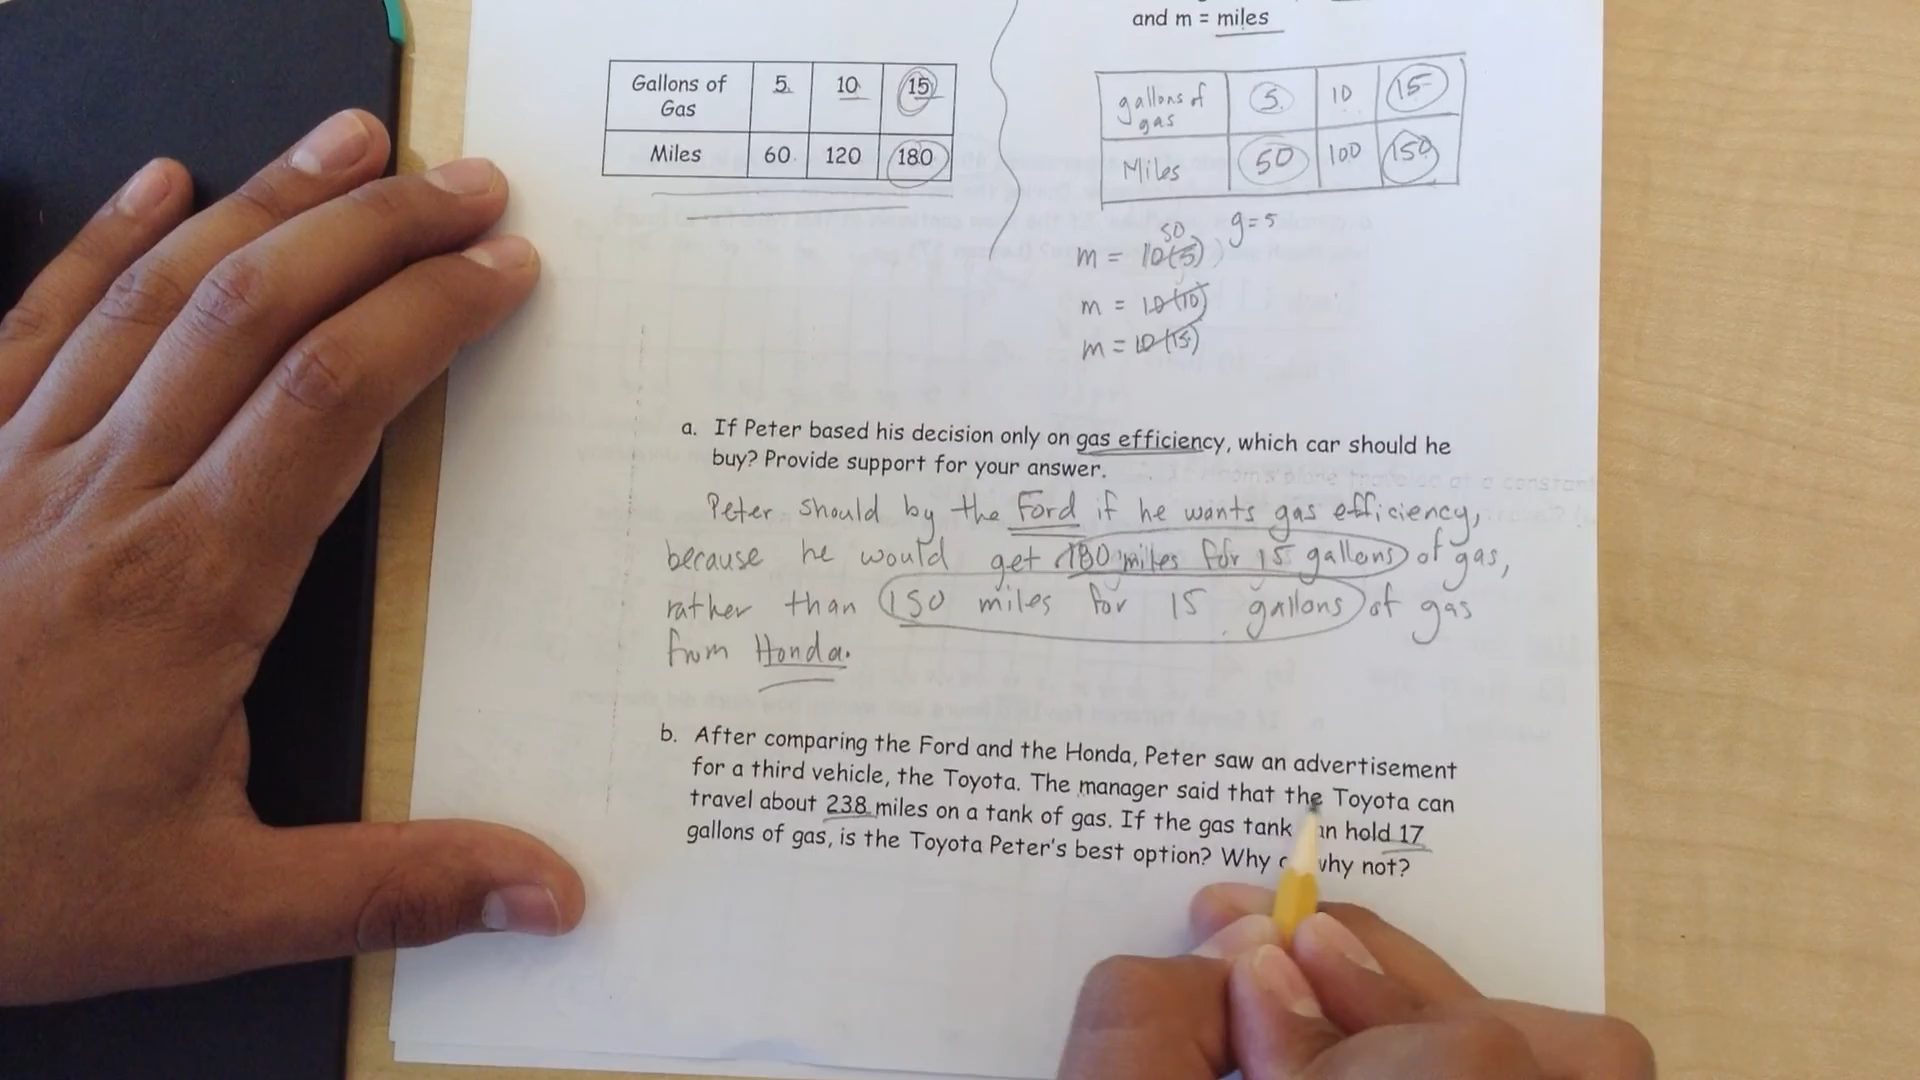 and m = miles
Gallons of Gas 5 10 15
Miles 60 120 180
gallons of gas 5 10 15
Miles 50 100 150
g = 5
50
m = 10(5)
m = 10(10)
m = 10(15)
a. If Peter based his decision only on gas efficiency, which car should he
buy? Provide support for your answer.
Peter should by the Ford if he wants gas efficiency,
because he would get 180 miles for 15 gallons of gas,
rather than 150 miles for 15 gallons of gas
from Honda.
b. After comparing the Ford and the Honda, Peter saw an advertisement
for a third vehicle, the Toyota. The manager said that the Toyota can
travel about 238 miles on a tank of gas. If the gas tank an hold 17
gallons of gas, is the Toyota Peter's best option? Why why not?